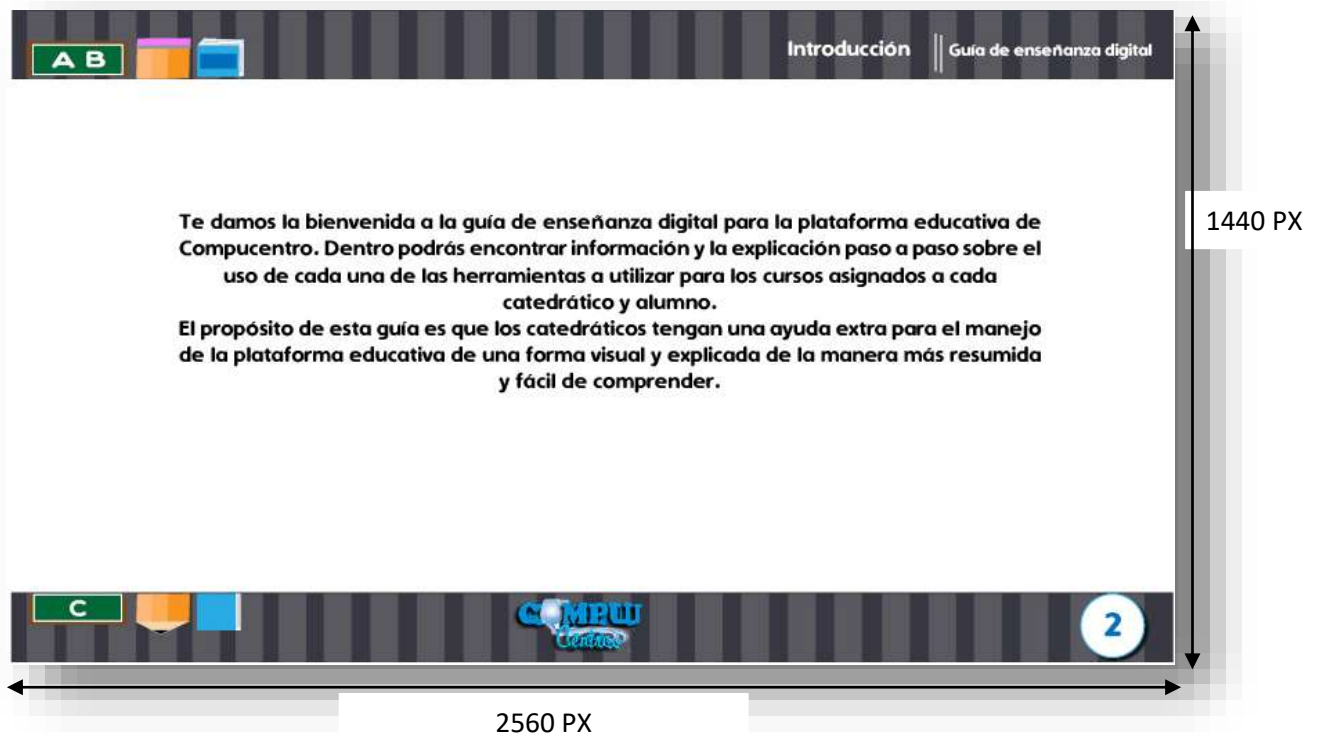 A B
Introducción
Guía de enseñanza digital
1440 PX
Te damos la bienvenida a la guía de enseñanza digital para la plataforma educativa de
Compucentro. Dentro podrás encontrar información y la explicación paso a paso sobre el
uso de cada una de las herramientas a utilizar para los cursos asignados a cada
catedrático y alumno.
El propósito de esta guía es que los catedráticos tengan una ayuda extra para el manejo
de la plataforma educativa de una forma visual y explicada de la manera más resumida
y fácil de comprender.
C
COMPU
Centro
2
2560 PX